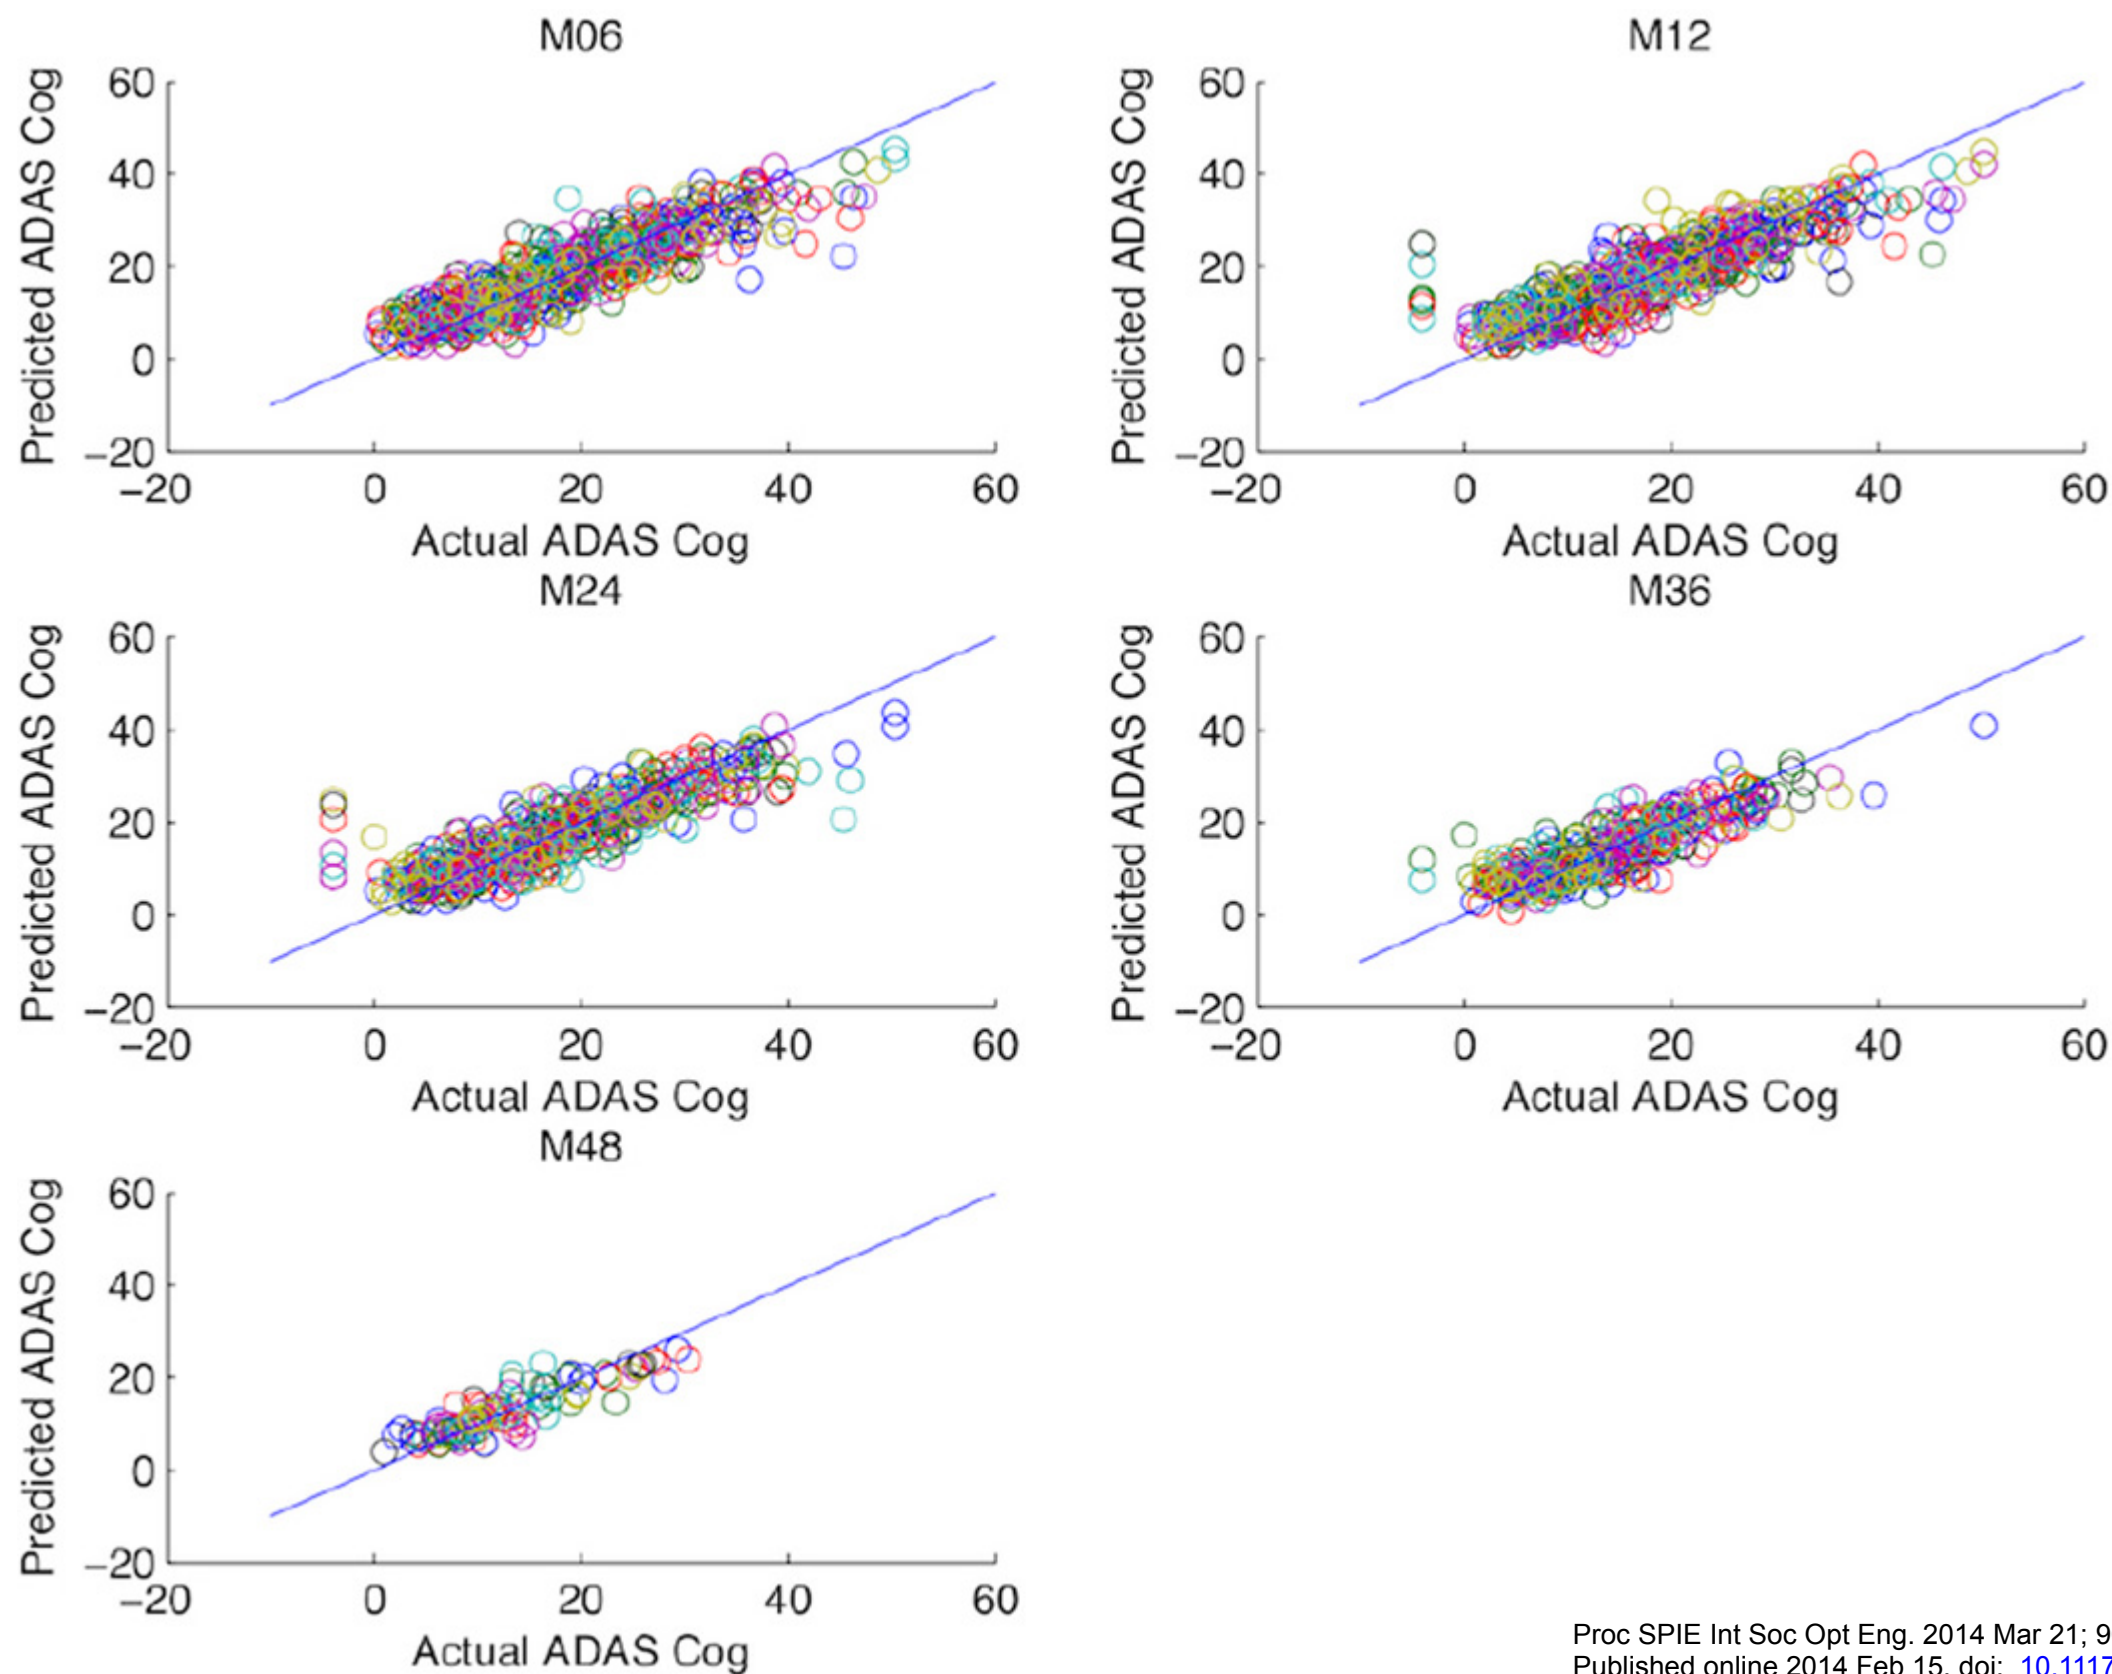 M06
60
40
20
0
−20
Predicted ADAS Cog
−20 0 20 40 60
Actual ADAS Cog
M12
60
40
20
0
−20
Predicted ADAS Cog
−20 0 20 40 60
Actual ADAS Cog
M24
60
40
20
0
−20
Predicted ADAS Cog
−20 0 20 40 60
Actual ADAS Cog
M36
60
40
20
0
−20
Predicted ADAS Cog
−20 0 20 40 60
Actual ADAS Cog
M48
60
40
20
0
−20
Predicted ADAS Cog
−20 0 20 40 60
Actual ADAS Cog
Proc SPIE Int Soc Opt Eng. 2014 Mar 21; 9
Published online 2014 Feb 15. doi: 10.1117